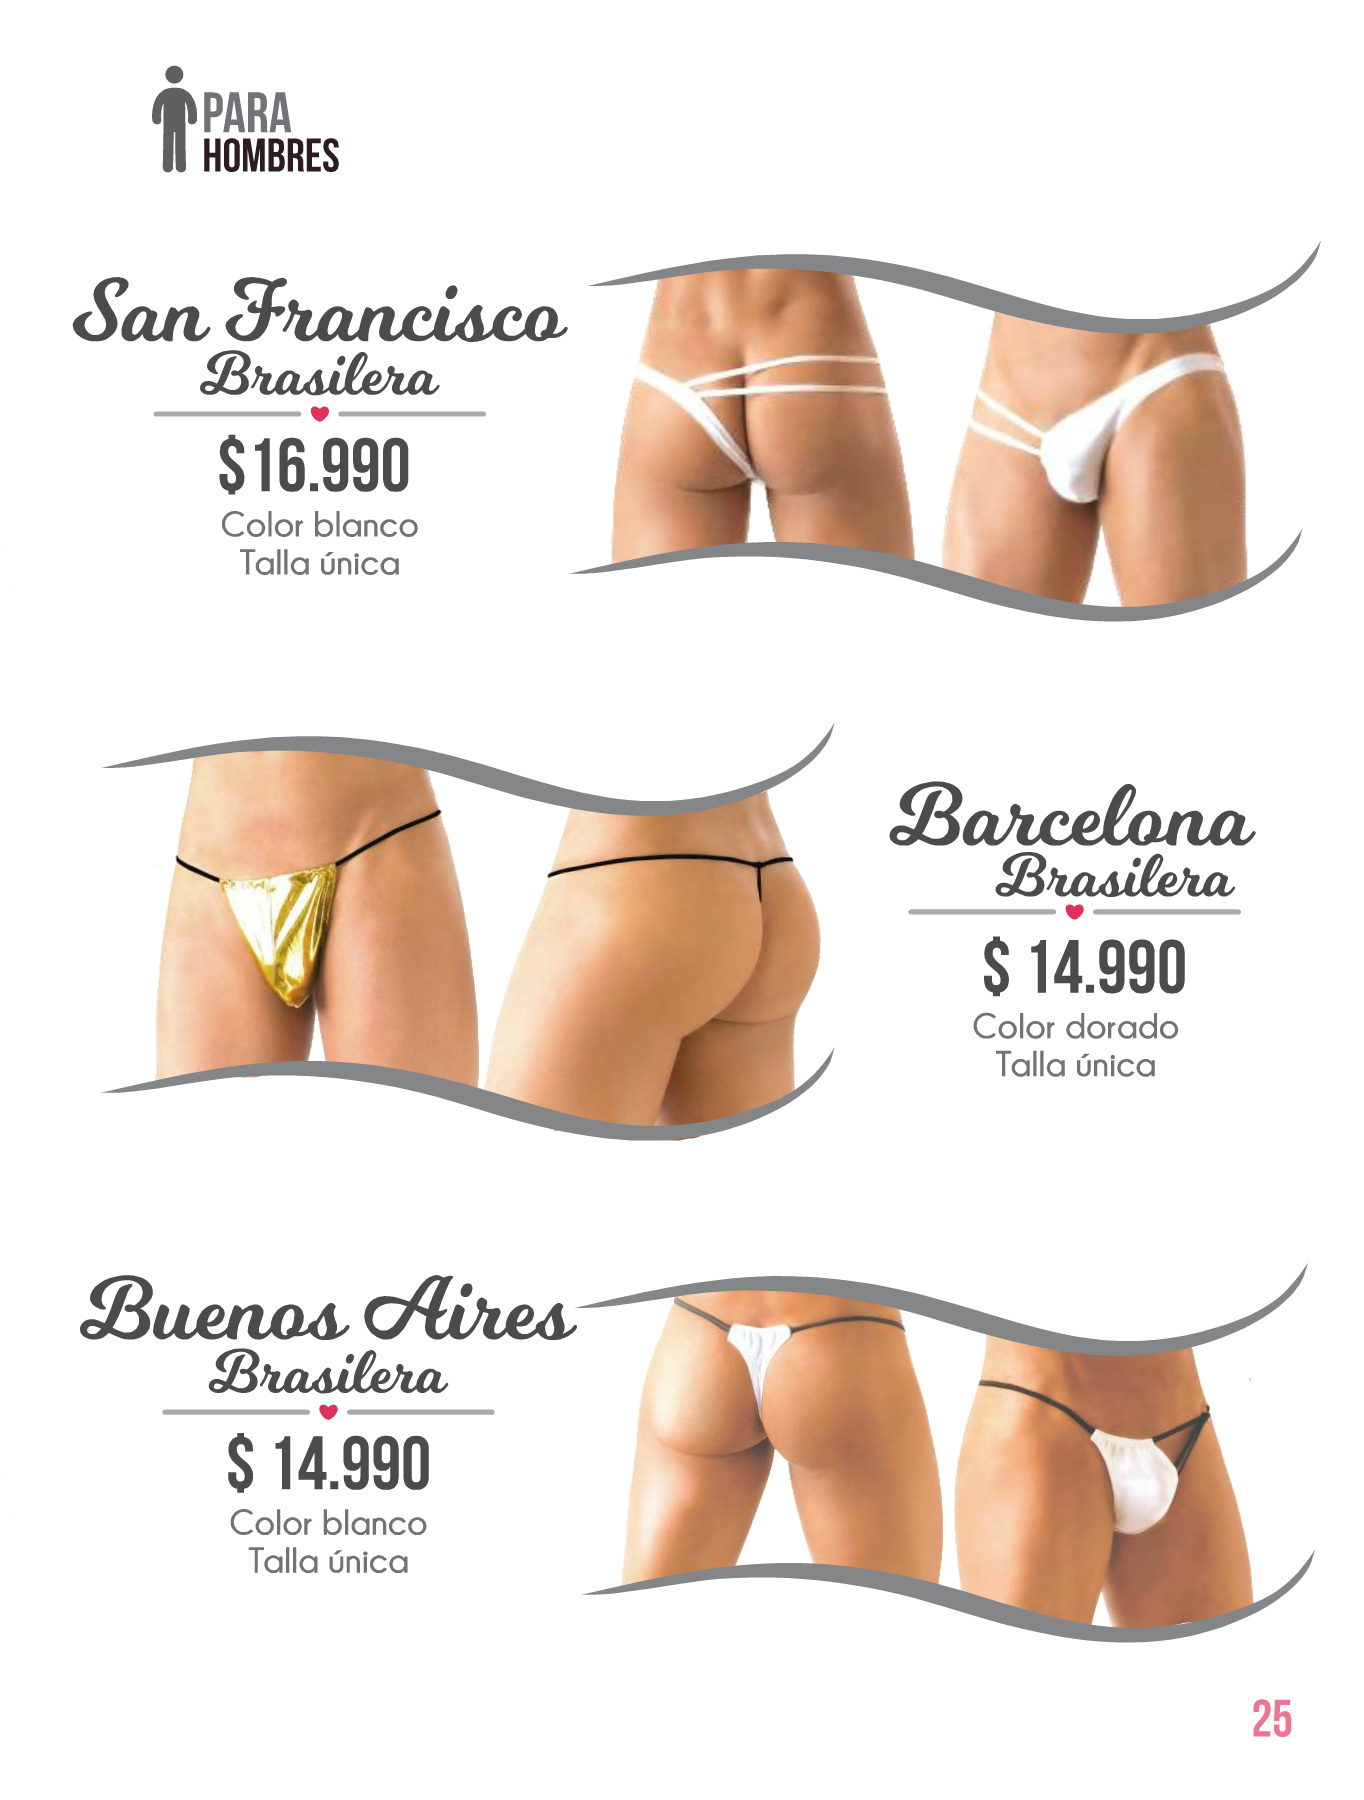 PARA
HOMBRES
San Francisco
Brasilera
$16.990
Color blanco
Talla única
Barcelona
Brasilera
$ 14.990
Color dorado
Talla única
Buenos Aires
Brasilera
$ 14.990
Color blanco
Talla única
25